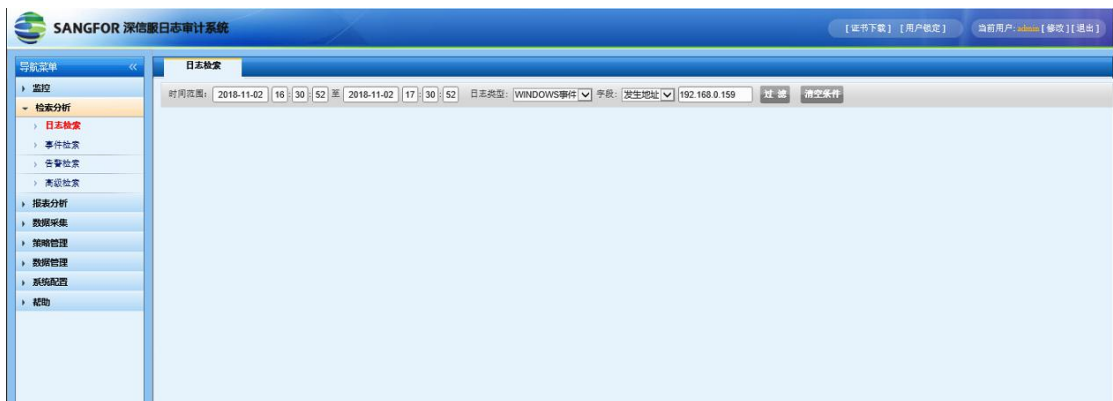 SANGFOR 深信服日志审计系统
[证书下载] [用户锁定] 当前用户:admin[修改][退出]
导航菜单 «
日志检索
监控
时间范围: 2018-11-02 16:30:52 至 2018-11-02 17:30:52 日志类型: WINDOWS事件 字段: 发生地址 192.168.0.159 过滤 清空条件
检索分析
日志检索
事件检索
告警检索
高级检索
报表分析
数据采集
策略管理
数据管理
系统配置
帮助